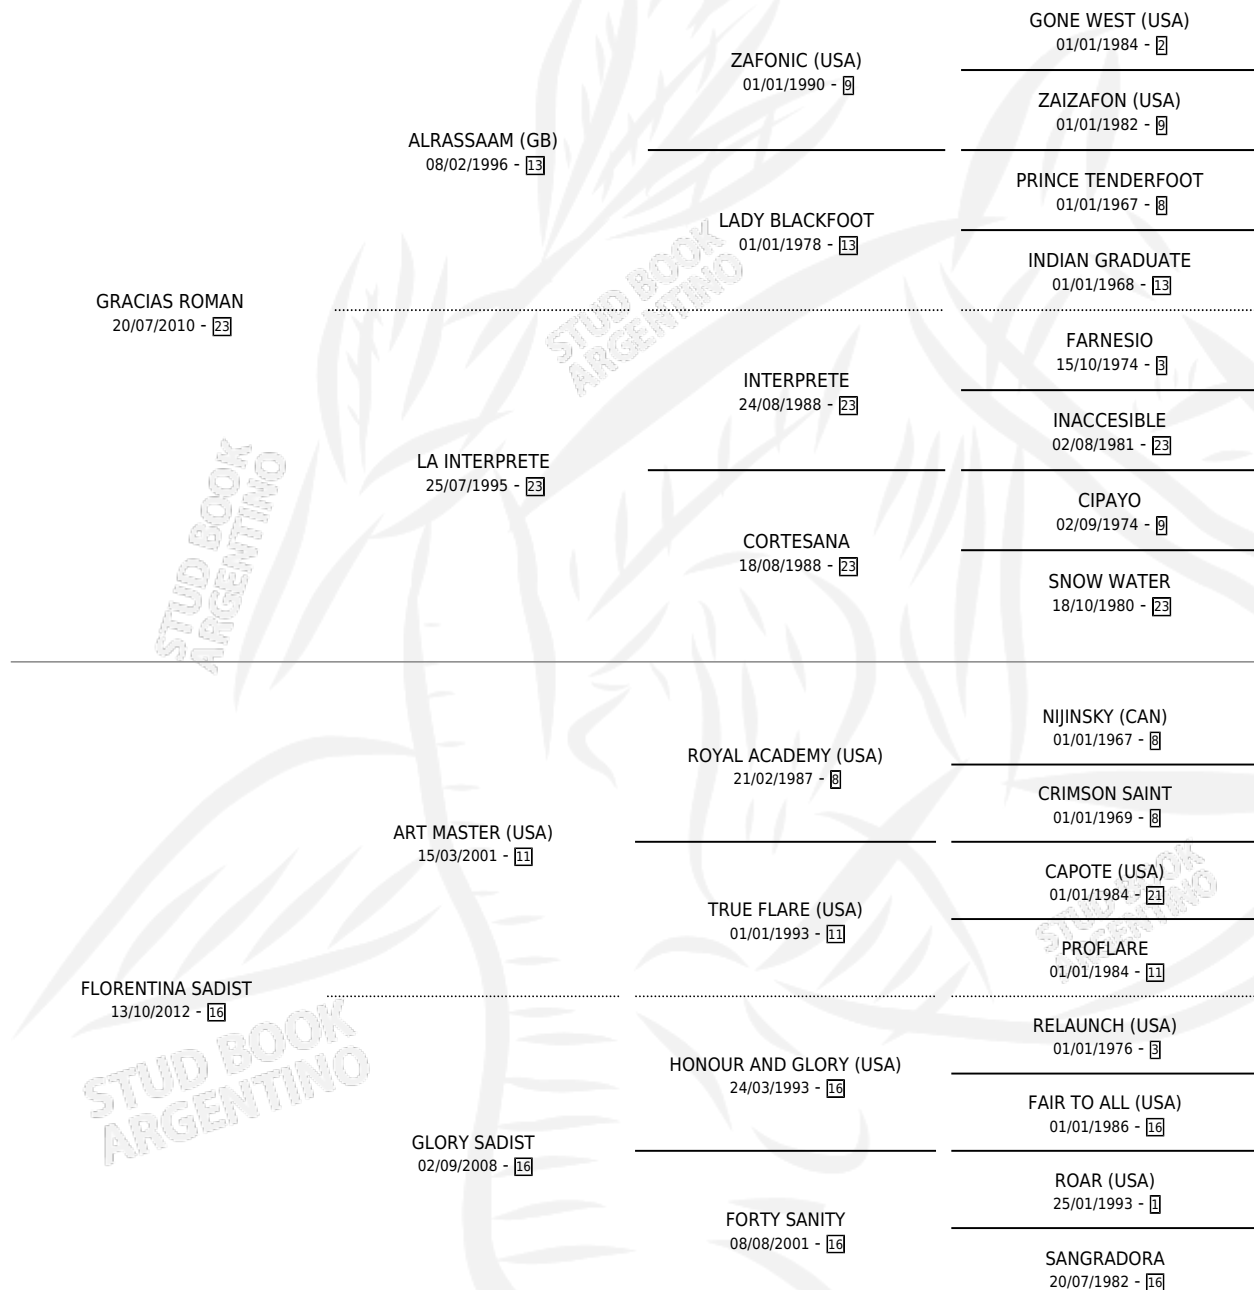 GONE WEST (USA)
01/01/1984 - 2
ZAFONIC (USA)
01/01/1990 - 9
ZAIZAFON (USA)
01/01/1982 - 9
ALRASSAAM (GB)
08/02/1996 - 13
PRINCE TENDERFOOT
01/01/1967 - 8
LADY BLACKFOOT
01/01/1978 - 13
INDIAN GRADUATE
01/01/1968 - 13
GRACIAS ROMAN
20/07/2010 - 23
STUD BOOK
ARGENTINO
FARNESIO
15/10/1974 - 3
INTERPRETE
24/08/1988 - 23
INACCESIBLE
02/08/1981 - 23
LA INTERPRETE
25/07/1995 - 23
CIPAYO
02/09/1974 - 9
CORTESANA
18/08/1988 - 23
SNOW WATER
18/10/1980 - 23
STUD BOOK
ARGENTINO
NIJINSKY (CAN)
01/01/1967 - 8
ROYAL ACADEMY (USA)
21/02/1987 - 8
CRIMSON SAINT
01/01/1969 - 8
ART MASTER (USA)
15/03/2001 - 11
CAPOTE (USA)
01/01/1984 - 21
TRUE FLARE (USA)
01/01/1993 - 11
STUD BOOK
ARGENTINO
PROFLARE
01/01/1984 - 11
FLORENTINA SADIST
13/10/2012 - 16
STUD BOOK
ARGENTINO
RELAUNCH (USA)
01/01/1976 - 3
HONOUR AND GLORY (USA)
24/03/1993 - 16
FAIR TO ALL (USA)
01/01/1986 - 16
GLORY SADIST
02/09/2008 - 16
ROAR (USA)
25/01/1993 - 1
FORTY SANITY
08/08/2001 - 16
SANGRADORA
20/07/1982 - 16